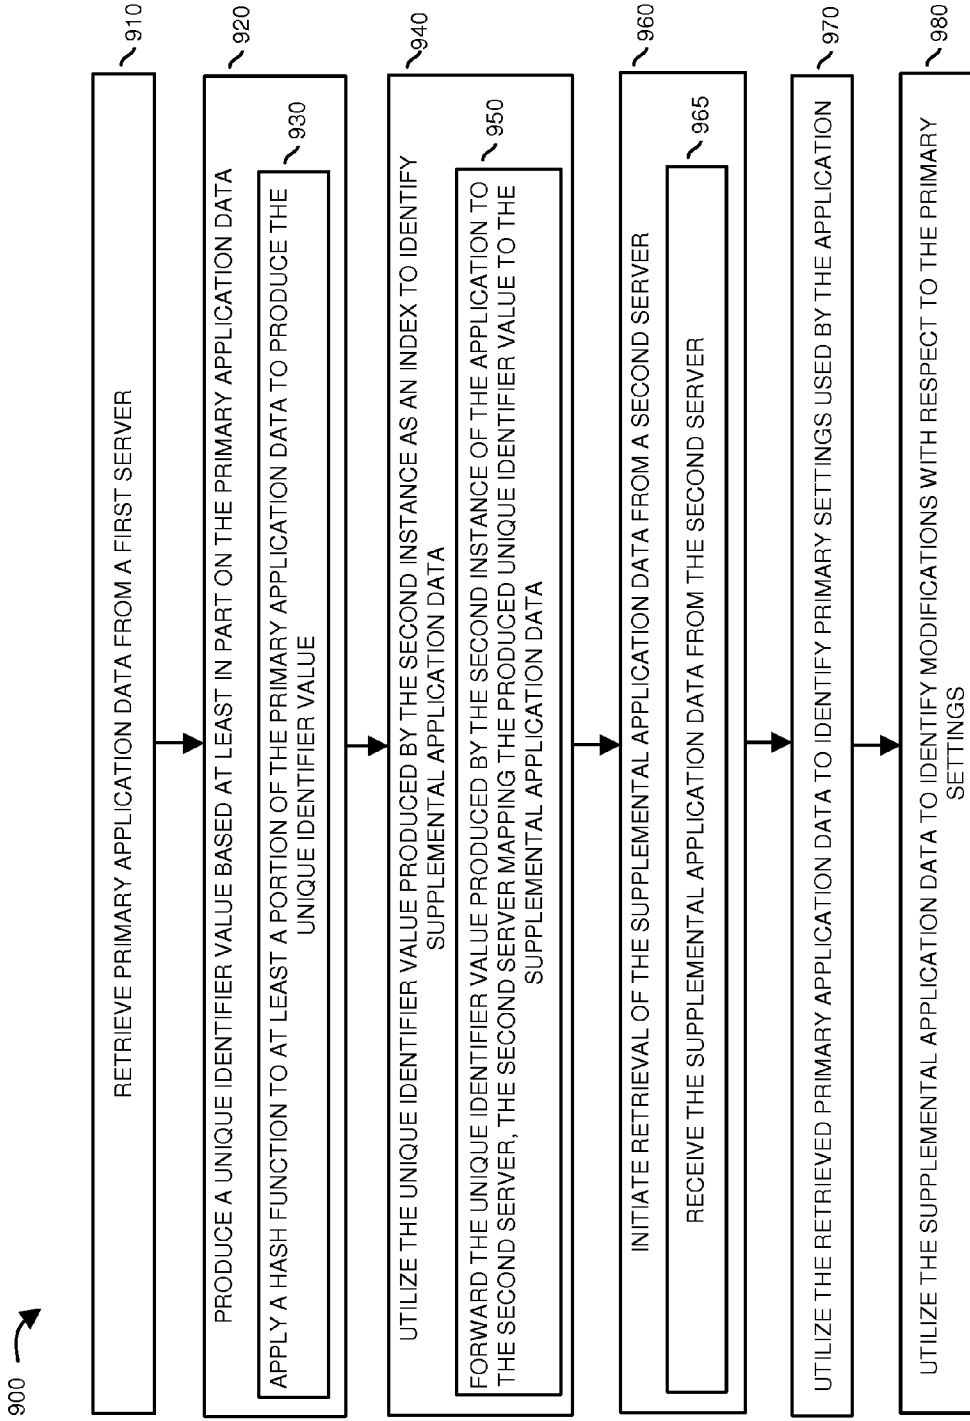 900
910
RETRIEVE PRIMARY APPLICATION DATA FROM A FIRST SERVER
920
PRODUCE A UNIQUE IDENTIFIER VALUE BASED AT LEAST IN PART ON THE PRIMARY APPLICATION DATA
930
APPLY A HASH FUNCTION TO AT LEAST A PORTION OF THE PRIMARY APPLICATION DATA TO PRODUCE THE
UNIQUE IDENTIFIER VALUE
940
UTILIZE THE UNIQUE IDENTIFIER VALUE PRODUCED BY THE SECOND INSTANCE AS AN INDEX TO IDENTIFY
SUPPLEMENTAL APPLICATION DATA
950
FORWARD THE UNIQUE IDENTIFIER VALUE PRODUCED BY THE SECOND INSTANCE OF THE APPLICATION TO
THE SECOND SERVER, THE SECOND SERVER MAPPING THE PRODUCED UNIQUE IDENTIFIER VALUE TO THE
SUPPLEMENTAL APPLICATION DATA
960
INITIATE RETRIEVAL OF THE SUPPLEMENTAL APPLICATION DATA FROM A SECOND SERVER
965
RECEIVE THE SUPPLEMENTAL APPLICATION DATA FROM THE SECOND SERVER
970
UTILIZE THE RETRIEVED PRIMARY APPLICATION DATA TO IDENTIFY PRIMARY SETTINGS USED BY THE APPLICATION
980
UTILIZE THE SUPPLEMENTAL APPLICATION DATA TO IDENTIFY MODIFICATIONS WITH RESPECT TO THE PRIMARY
SETTINGS